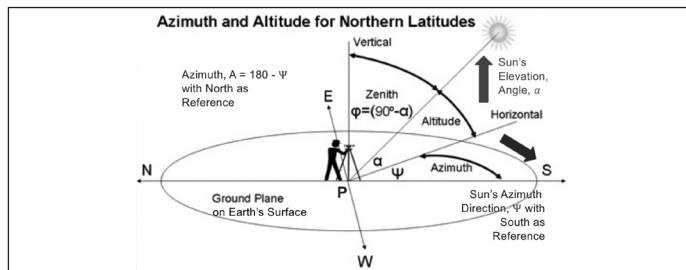 Azimuth and Altitude for Northern Latitudes
Vertical
Azimuth, A = 180 - Ψ
with North as
Reference
Sun's
Elevation,
Angle, α
E
Zenith
φ=(90º-α)
Altitude
Horizontal
N
α
Ψ
Azimuth
S
P
Ground Plane
on Earth's Surface
Sun's Azimuth
Direction, Ψ with
South as
Reference
W